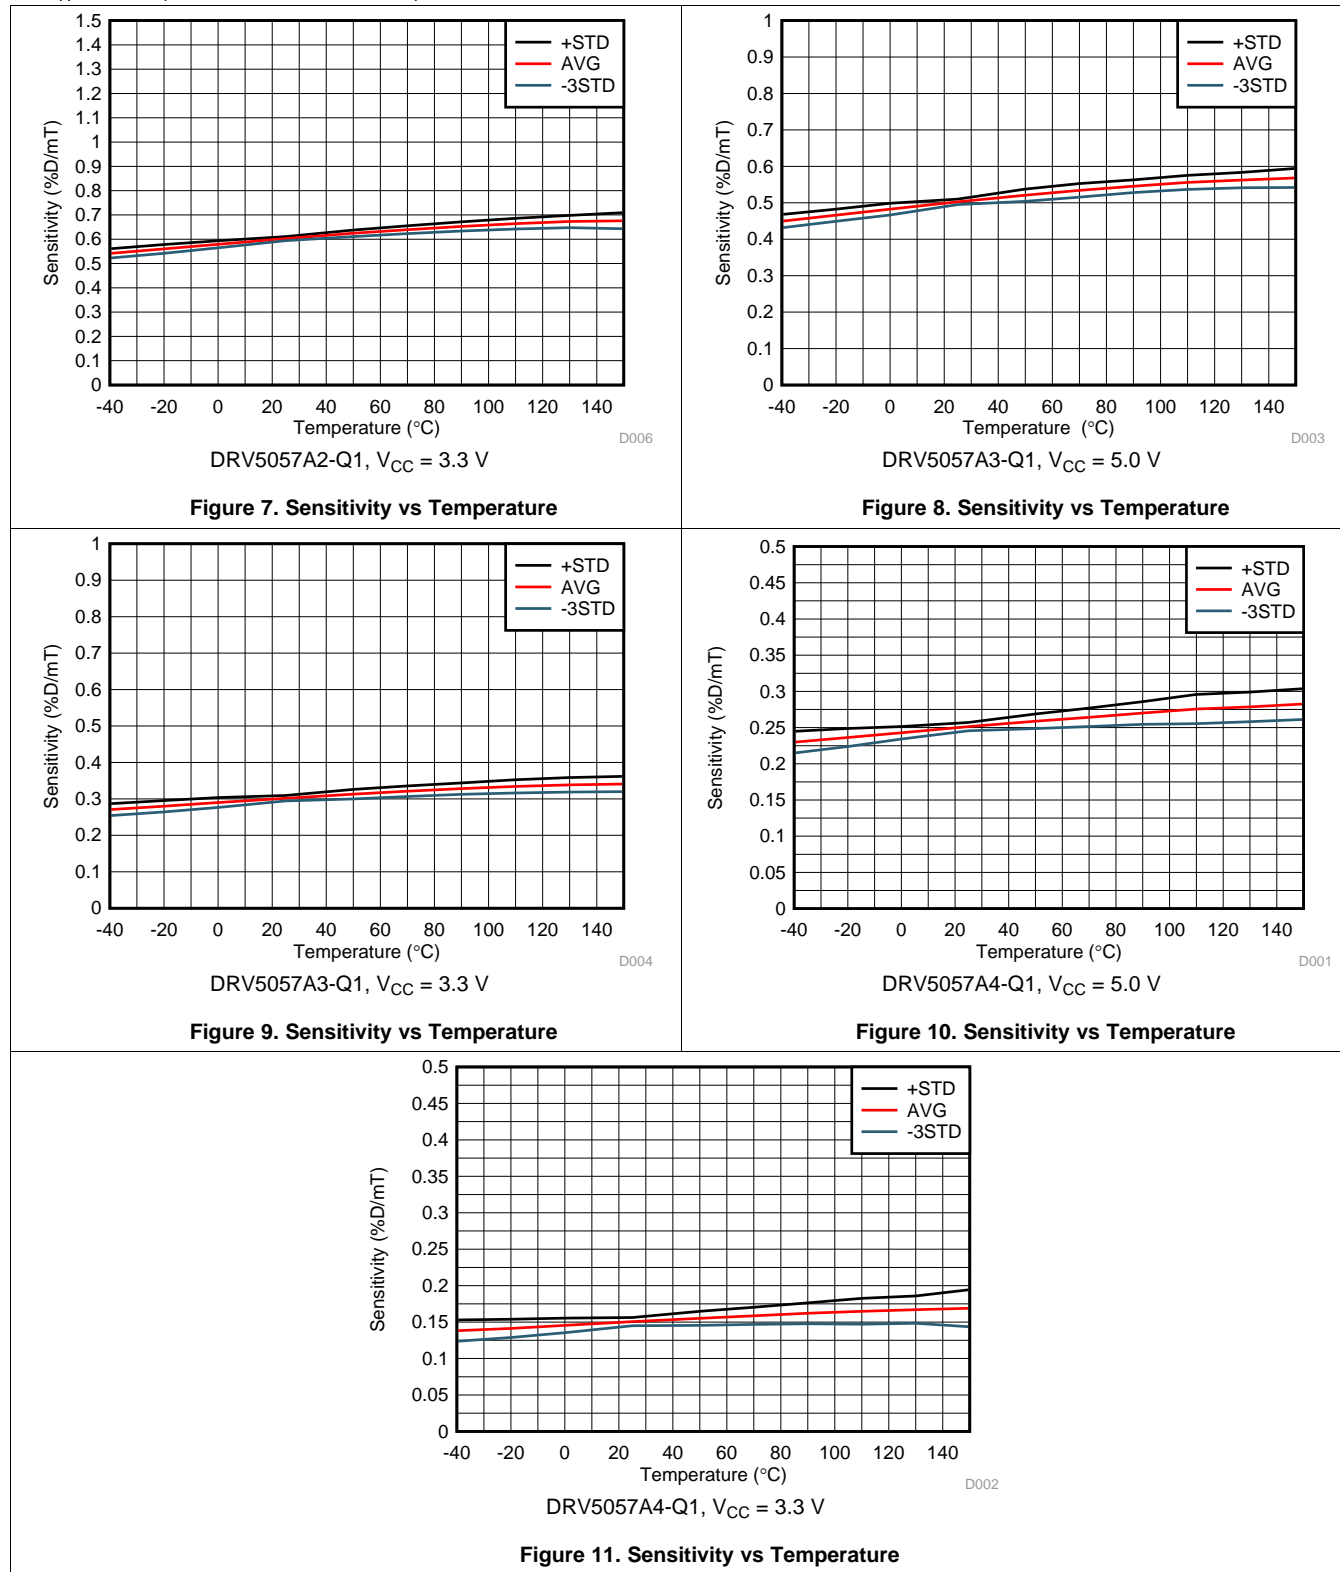 1.5
1.4
1.3
1.2
1.1
1
0.9
0.8
0.7
0.6
0.5
0.4
0.3
0.2
0.1
0
Sensitivity (%D/mT)
+STD
AVG
-3STD
-40 -20 0 20 40 60 80 100 120 140
Temperature (°C)
D006
DRV5057A2-Q1, VCC = 3.3 V
Figure 7. Sensitivity vs Temperature
1
0.9
0.8
0.7
0.6
0.5
0.4
0.3
0.2
0.1
0
Sensitivity (%D/mT)
+STD
AVG
-3STD
-40 -20 0 20 40 60 80 100 120 140
Temperature (°C)
D003
DRV5057A3-Q1, VCC = 5.0 V
Figure 8. Sensitivity vs Temperature
1
0.9
0.8
0.7
0.6
0.5
0.4
0.3
0.2
0.1
0
Sensitivity (%D/mT)
+STD
AVG
-3STD
-40 -20 0 20 40 60 80 100 120 140
Temperature (°C)
D004
DRV5057A3-Q1, VCC = 3.3 V
Figure 9. Sensitivity vs Temperature
0.5
0.45
0.4
0.35
0.3
0.25
0.2
0.15
0.1
0.05
0
Sensitivity (%D/mT)
+STD
AVG
-3STD
-40 -20 0 20 40 60 80 100 120 140
Temperature (°C)
D001
DRV5057A4-Q1, VCC = 5.0 V
Figure 10. Sensitivity vs Temperature
0.5
0.45
0.4
0.35
0.3
0.25
0.2
0.15
0.1
0.05
0
Sensitivity (%D/mT)
+STD
AVG
-3STD
-40 -20 0 20 40 60 80 100 120 140
Temperature (°C)
D002
DRV5057A4-Q1, VCC = 3.3 V
Figure 11. Sensitivity vs Temperature